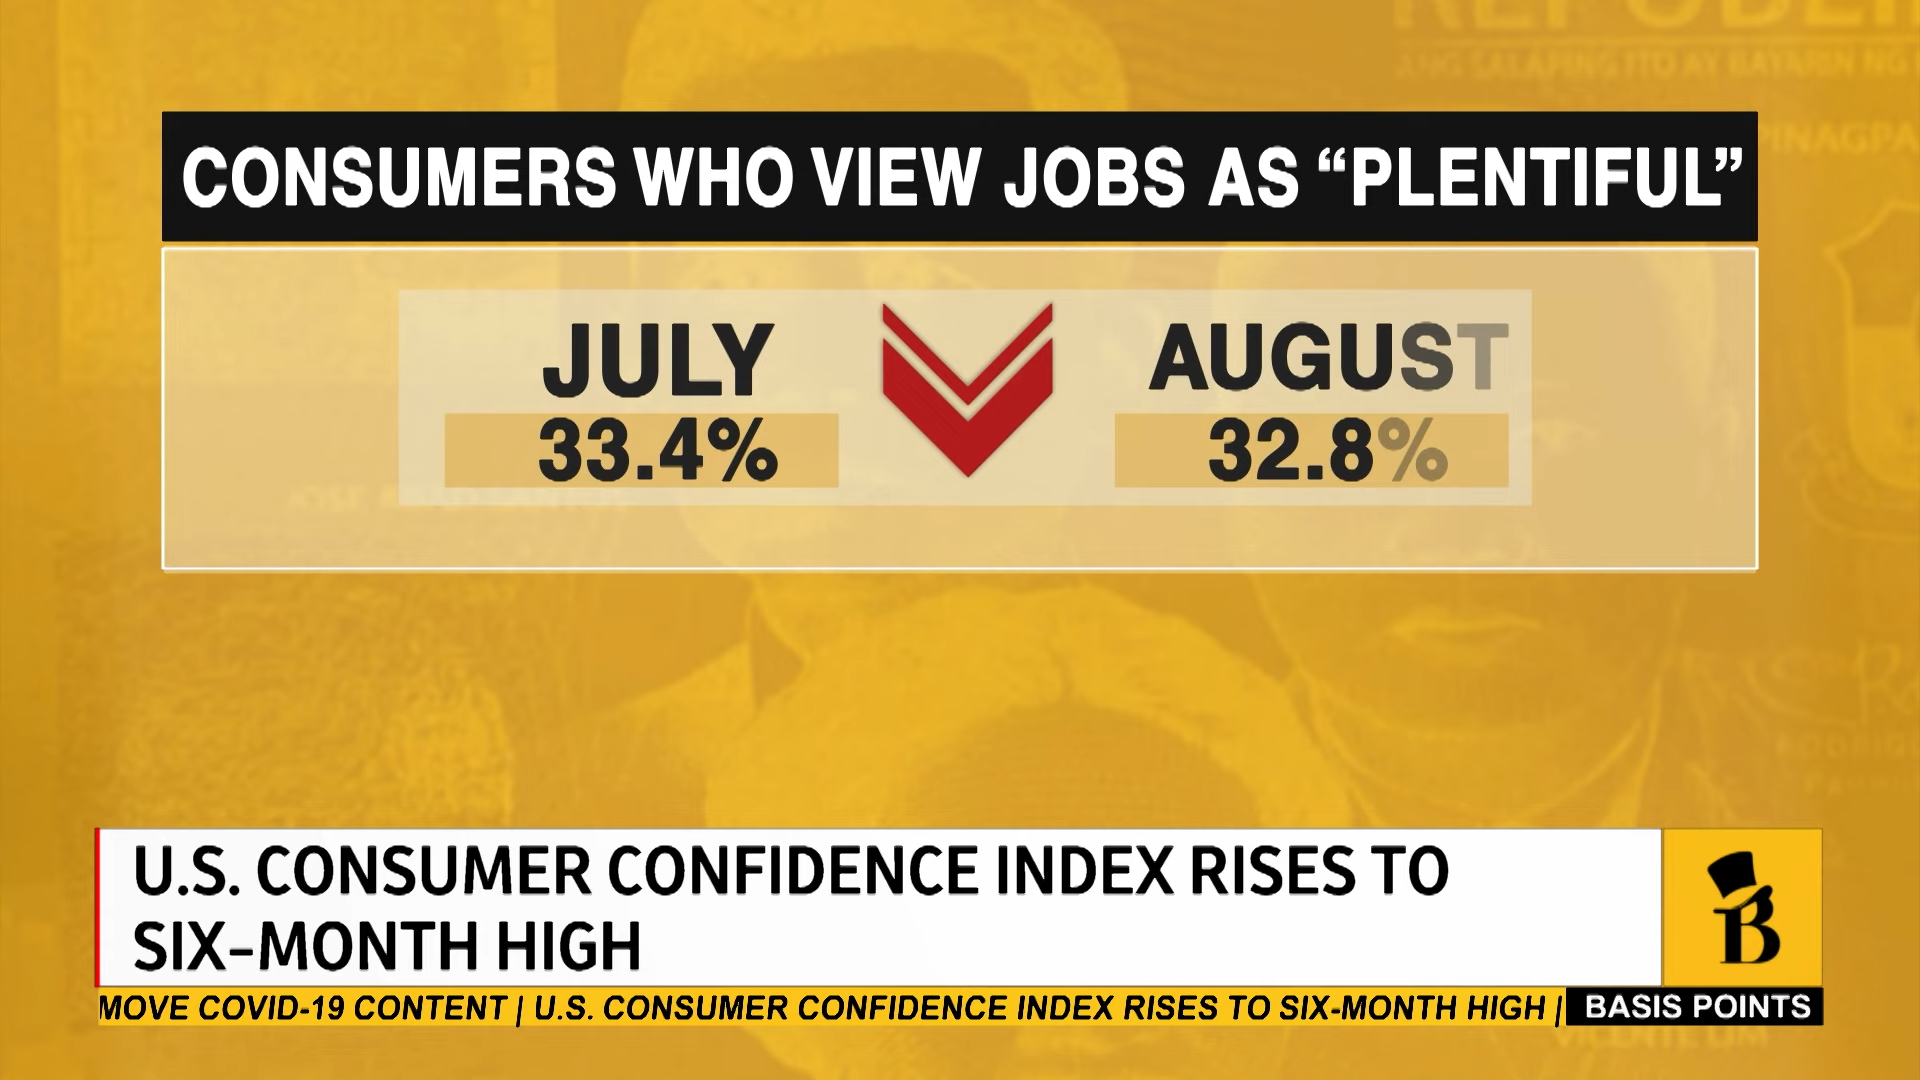 CONSUMERS WHO VIEW JOBS AS “PLENTIFUL”
JULY
33.4%
AUGUST
32.8%
U.S. CONSUMER CONFIDENCE INDEX RISES TO
SIX-MONTH HIGH
B
MOVE COVID-19 CONTENT | U.S. CONSUMER CONFIDENCE INDEX RISES TO SIX-MONTH HIGH |
BASIS POINTS